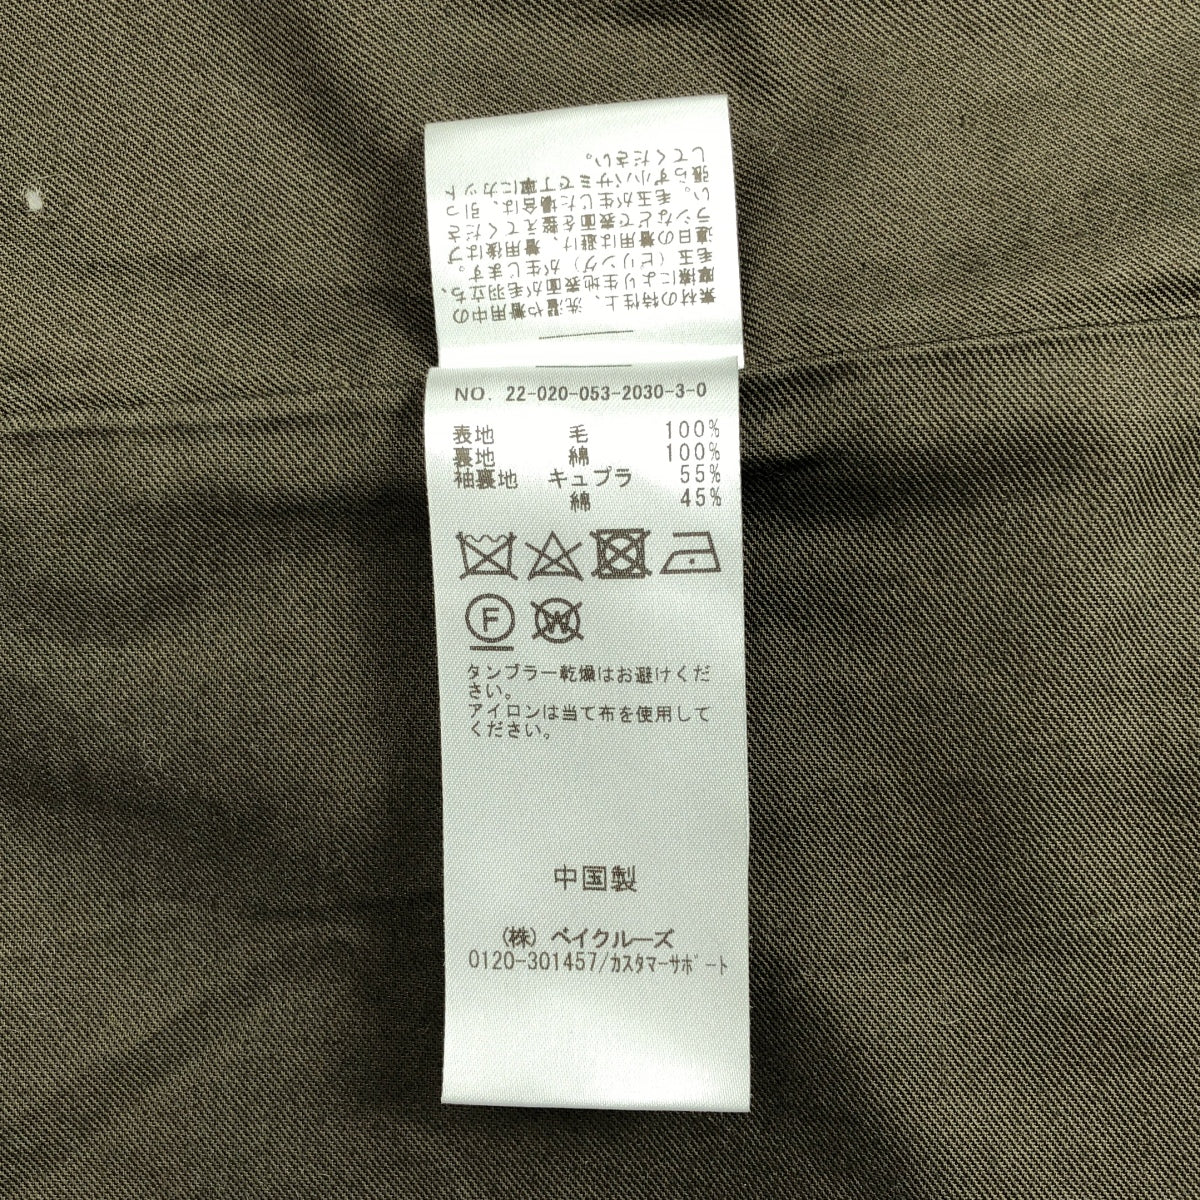 素材の特性上、洗濯や着用中の
摩擦により生地表面が毛羽立ち、
毛玉（ピリング）が生じます。
連日の着用は避け、着用後はブ
ラシなどで表面を整えてくださ
い。毛玉が生じた場合は、引っ
張らず小バサミで丁寧にカット
してください。
NO. 22-020-053-2030-3-0
表地 毛 100%
裏地 綿 100%
袖裏地 キュプラ 55%
綿 45%
F W
タンブラー乾燥はお避けくだ
さい。
アイロンは当て布を使用して
ください。
中国製
(株) ベイクルーズ
0120-301457/ｶｽﾀﾏｰｻﾎﾟｰﾄ